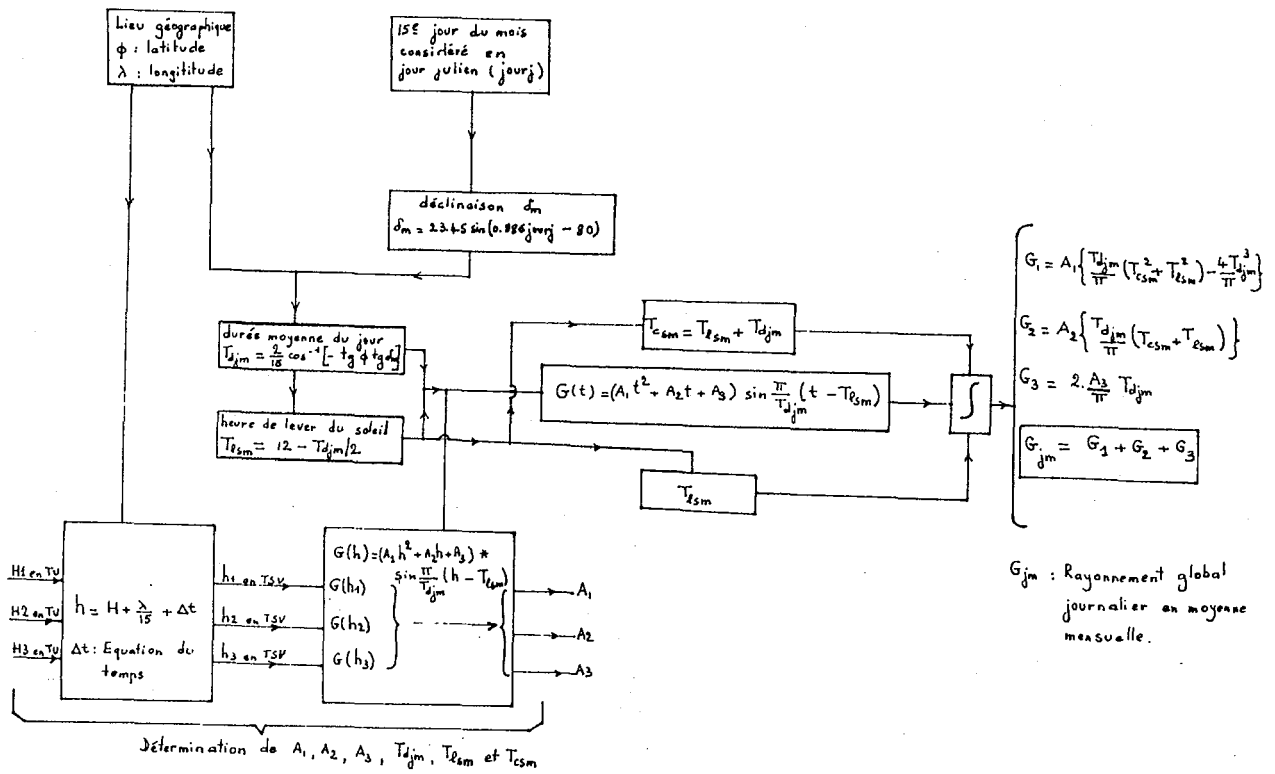 Lieu géographique
ϕ : latitude
λ : longititude
15e jour du mois
considéré en
jour julien (jourj)
déclinaison δm
δm = 23.45 sin(0.986 jourj - 80)
durée moyenne du jour
Tdjm = 2/15 cos⁻¹[- tg ϕ tg δm]
heure de lever du soleil
Tlsm = 12 - Tdjm/2
Tcsm = Tlsm + Tdjm
G(t) = (A1 t² + A2 t + A3) sin π/Tdjm (t - Tlsm)
Tlsm
∫
G1 = A1 { Tdjm/π (Tcsm² + Tlsm²) - 4Tdjm³/π }
G2 = A2 { Tdjm/π (Tcsm + Tlsm) }
G3 = 2. A3/π Tdjm
Gjm = G1 + G2 + G3
Gjm : Rayonnement global
journalier en moyenne
mensuelle.
H1 en TU
H2 en TU
H3 en TU
h = H + λ/15 + Δt
Δt : Equation du
temps
h1 en TSV
h2 en TSV
h3 en TSV
G(h) = (A1 h² + A2 h + A3) *
sin π/Tdjm (h - Tlsm)
G(h1)
G(h2)
G(h3)
A1
A2
A3
Détermination de A1, A2, A3, Tdjm, Tlsm et Tcsm